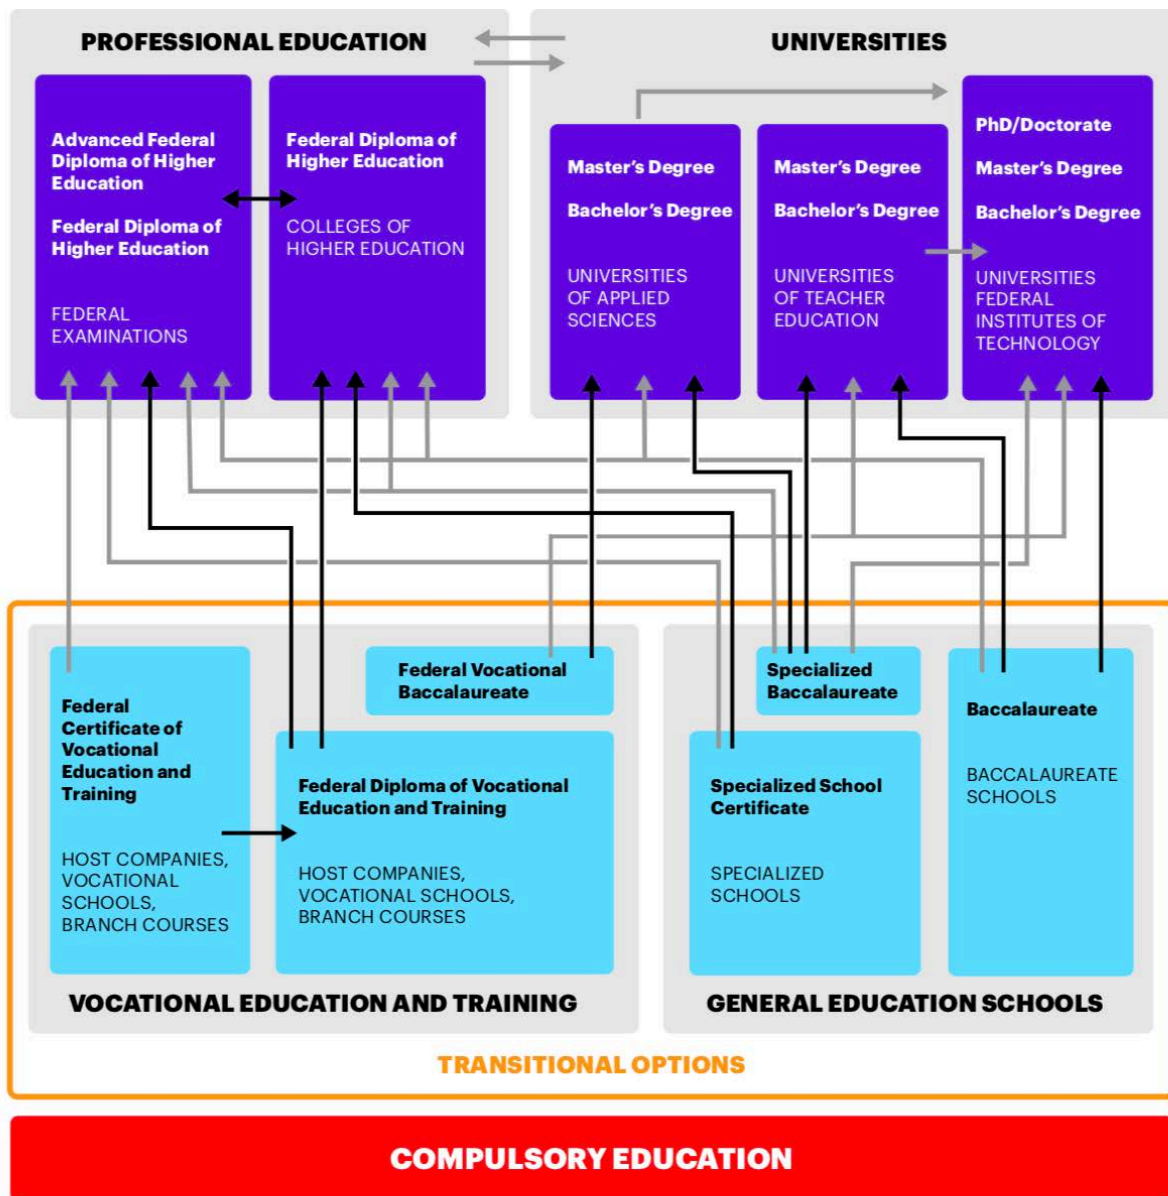 PROFESSIONAL EDUCATION
UNIVERSITIES
Advanced Federal
Diploma of Higher
Education
Federal Diploma of
Higher Education
FEDERAL
EXAMINATIONS
Federal Diploma of
Higher Education
COLLEGES OF
HIGHER EDUCATION
Master's Degree
Bachelor's Degree
UNIVERSITIES
OF APPLIED
SCIENCES
Master's Degree
Bachelor's Degree
UNIVERSITIES
OF TEACHER
EDUCATION
PhD/Doctorate
Master's Degree
Bachelor's Degree
UNIVERSITIES
FEDERAL
INSTITUTES OF
TECHNOLOGY
Federal
Certificate of
Vocational
Education and
Training
HOST COMPANIES,
VOCATIONAL
SCHOOLS,
BRANCH COURSES
Federal Vocational
Baccalaureate
Federal Diploma of Vocational
Education and Training
HOST COMPANIES,
VOCATIONAL SCHOOLS,
BRANCH COURSES
Specialized
Baccalaureate
Specialized School
Certificate
SPECIALIZED
SCHOOLS
Baccalaureate
BACCALAUREATE
SCHOOLS
VOCATIONAL EDUCATION AND TRAINING
GENERAL EDUCATION SCHOOLS
TRANSITIONAL OPTIONS
COMPULSORY EDUCATION